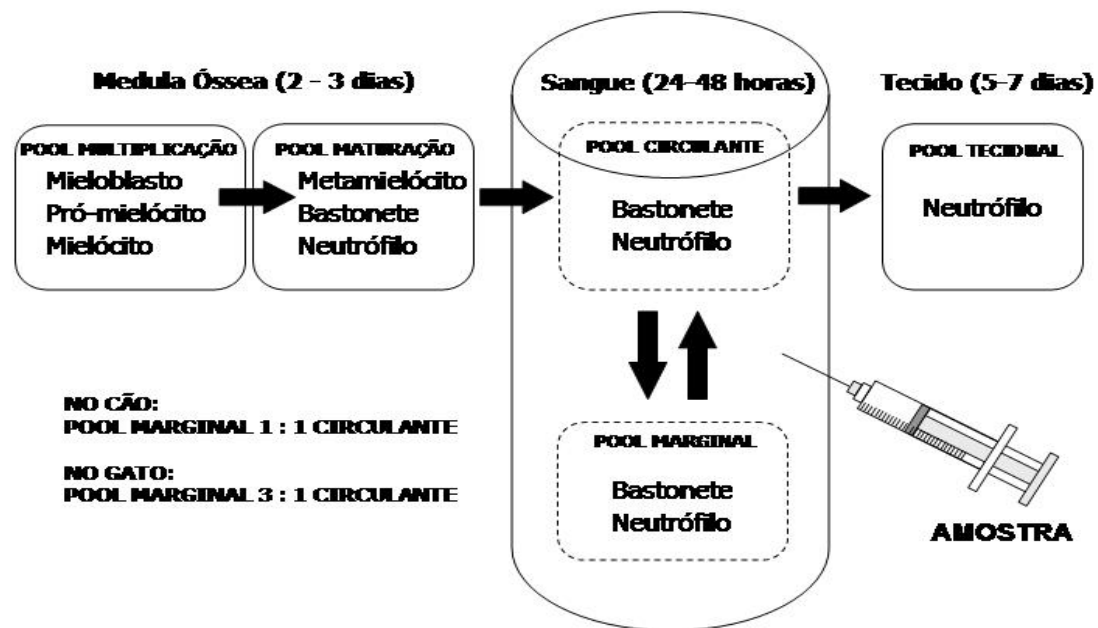 Medula Óssea (2 - 3 dias)
POOL MULTIPLICAÇÃO
Mieloblasto
Pró-mielócito
Mielócito
POOL MATURAÇÃO
Metamielócito
Bastonete
Neutrófilo
Sangue (24-48 horas)
POOL CIRCULANTE
Bastonete
Neutrófilo
Tecido (5-7 dias)
POOL TECIDUAL
Neutrófilo
NO CÃO:
POOL MARGINAL 1 : 1 CIRCULANTE
NO GATO:
POOL MARGINAL 3 : 1 CIRCULANTE
POOL MARGINAL
Bastonete
Neutrófilo
AMOSTRA